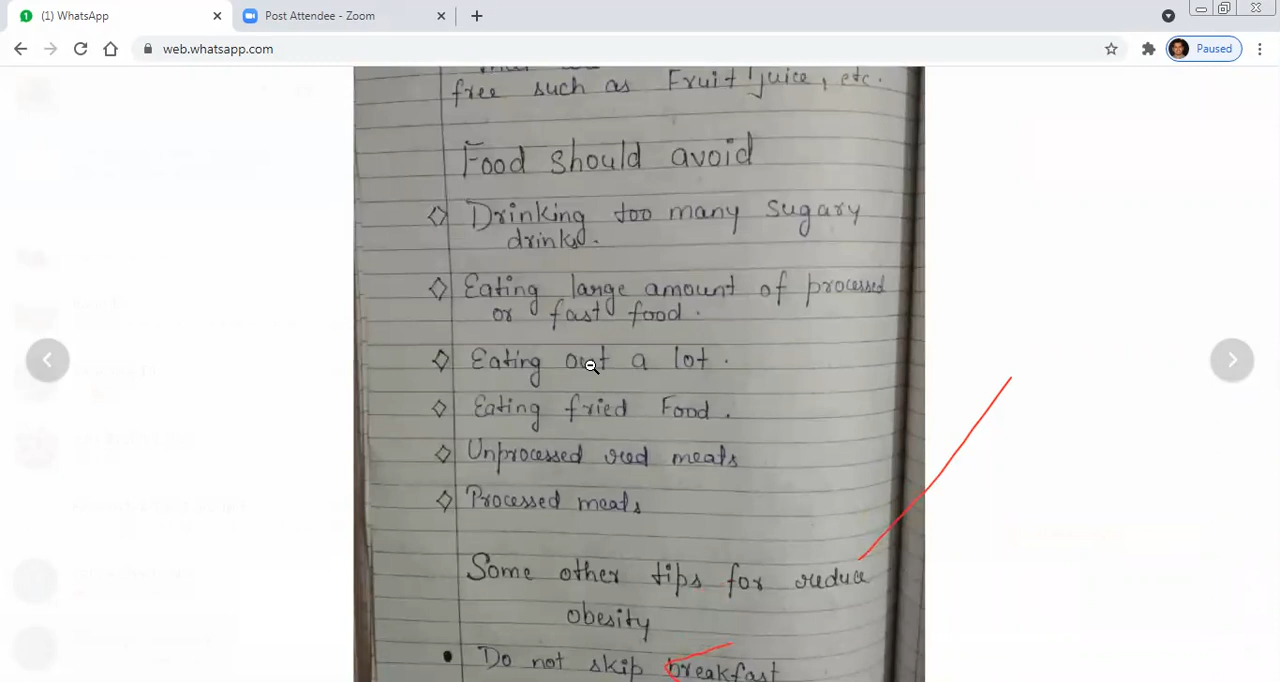 1
(1) WhatsApp
Post Attendee - Zoom
web.whatsapp.com
Paused
free such as Fruit juice, etc.
Food should avoid
Drinking too many sugary
drinks.
Eating large amount of processed
or fast food.
Eating out a lot.
Eating fried Food.
Unprocessed red meats
Processed meats
Some other tips for reduce
obesity
Do not skip breakfast